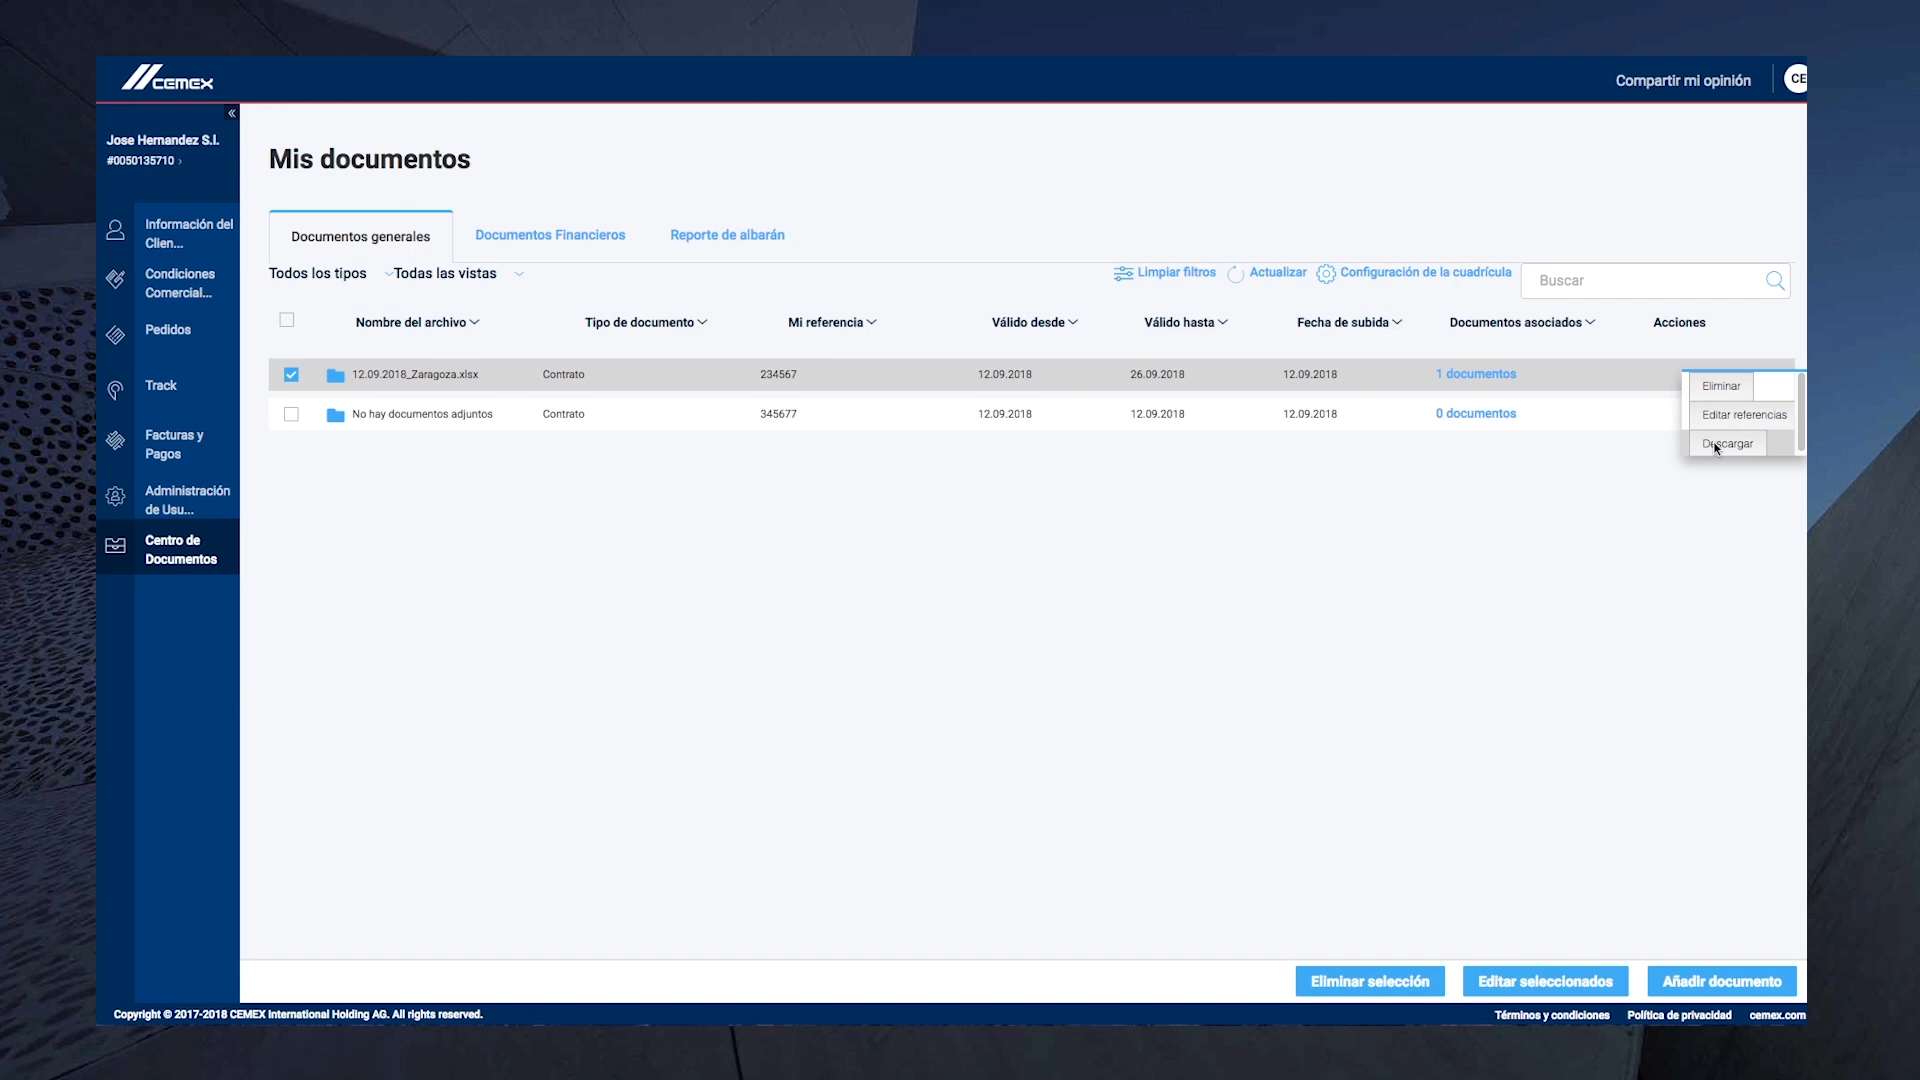 CEMEX
Compartir mi opinión
CE
«
Jose Hernandez S.l.
#0050135710 >
Información del
Clien...
Condiciones
Comercial...
Pedidos
Track
Facturas y
Pagos
Administración
de Usu...
Centro de
Documentos
Mis documentos
Documentos generales
Documentos Financieros
Reporte de albarán
Todos los tipos
Todas las vistas
Limpiar filtros
Actualizar
Configuración de la cuadrícula
Buscar
Nombre del archivo
Tipo de documento
Mi referencia
Válido desde
Válido hasta
Fecha de subida
Documentos asociados
Acciones
12.09.2018_Zaragoza.xlsx
Contrato
234567
12.09.2018
26.09.2018
12.09.2018
1 documentos
No hay documentos adjuntos
Contrato
345677
12.09.2018
12.09.2018
12.09.2018
0 documentos
Eliminar
Editar referencias
Descargar
Eliminar selección
Editar seleccionados
Añadir documento
Copyright © 2017-2018 CEMEX International Holding AG. All rights reserved.
Términos y condiciones
Política de privacidad
cemex.com